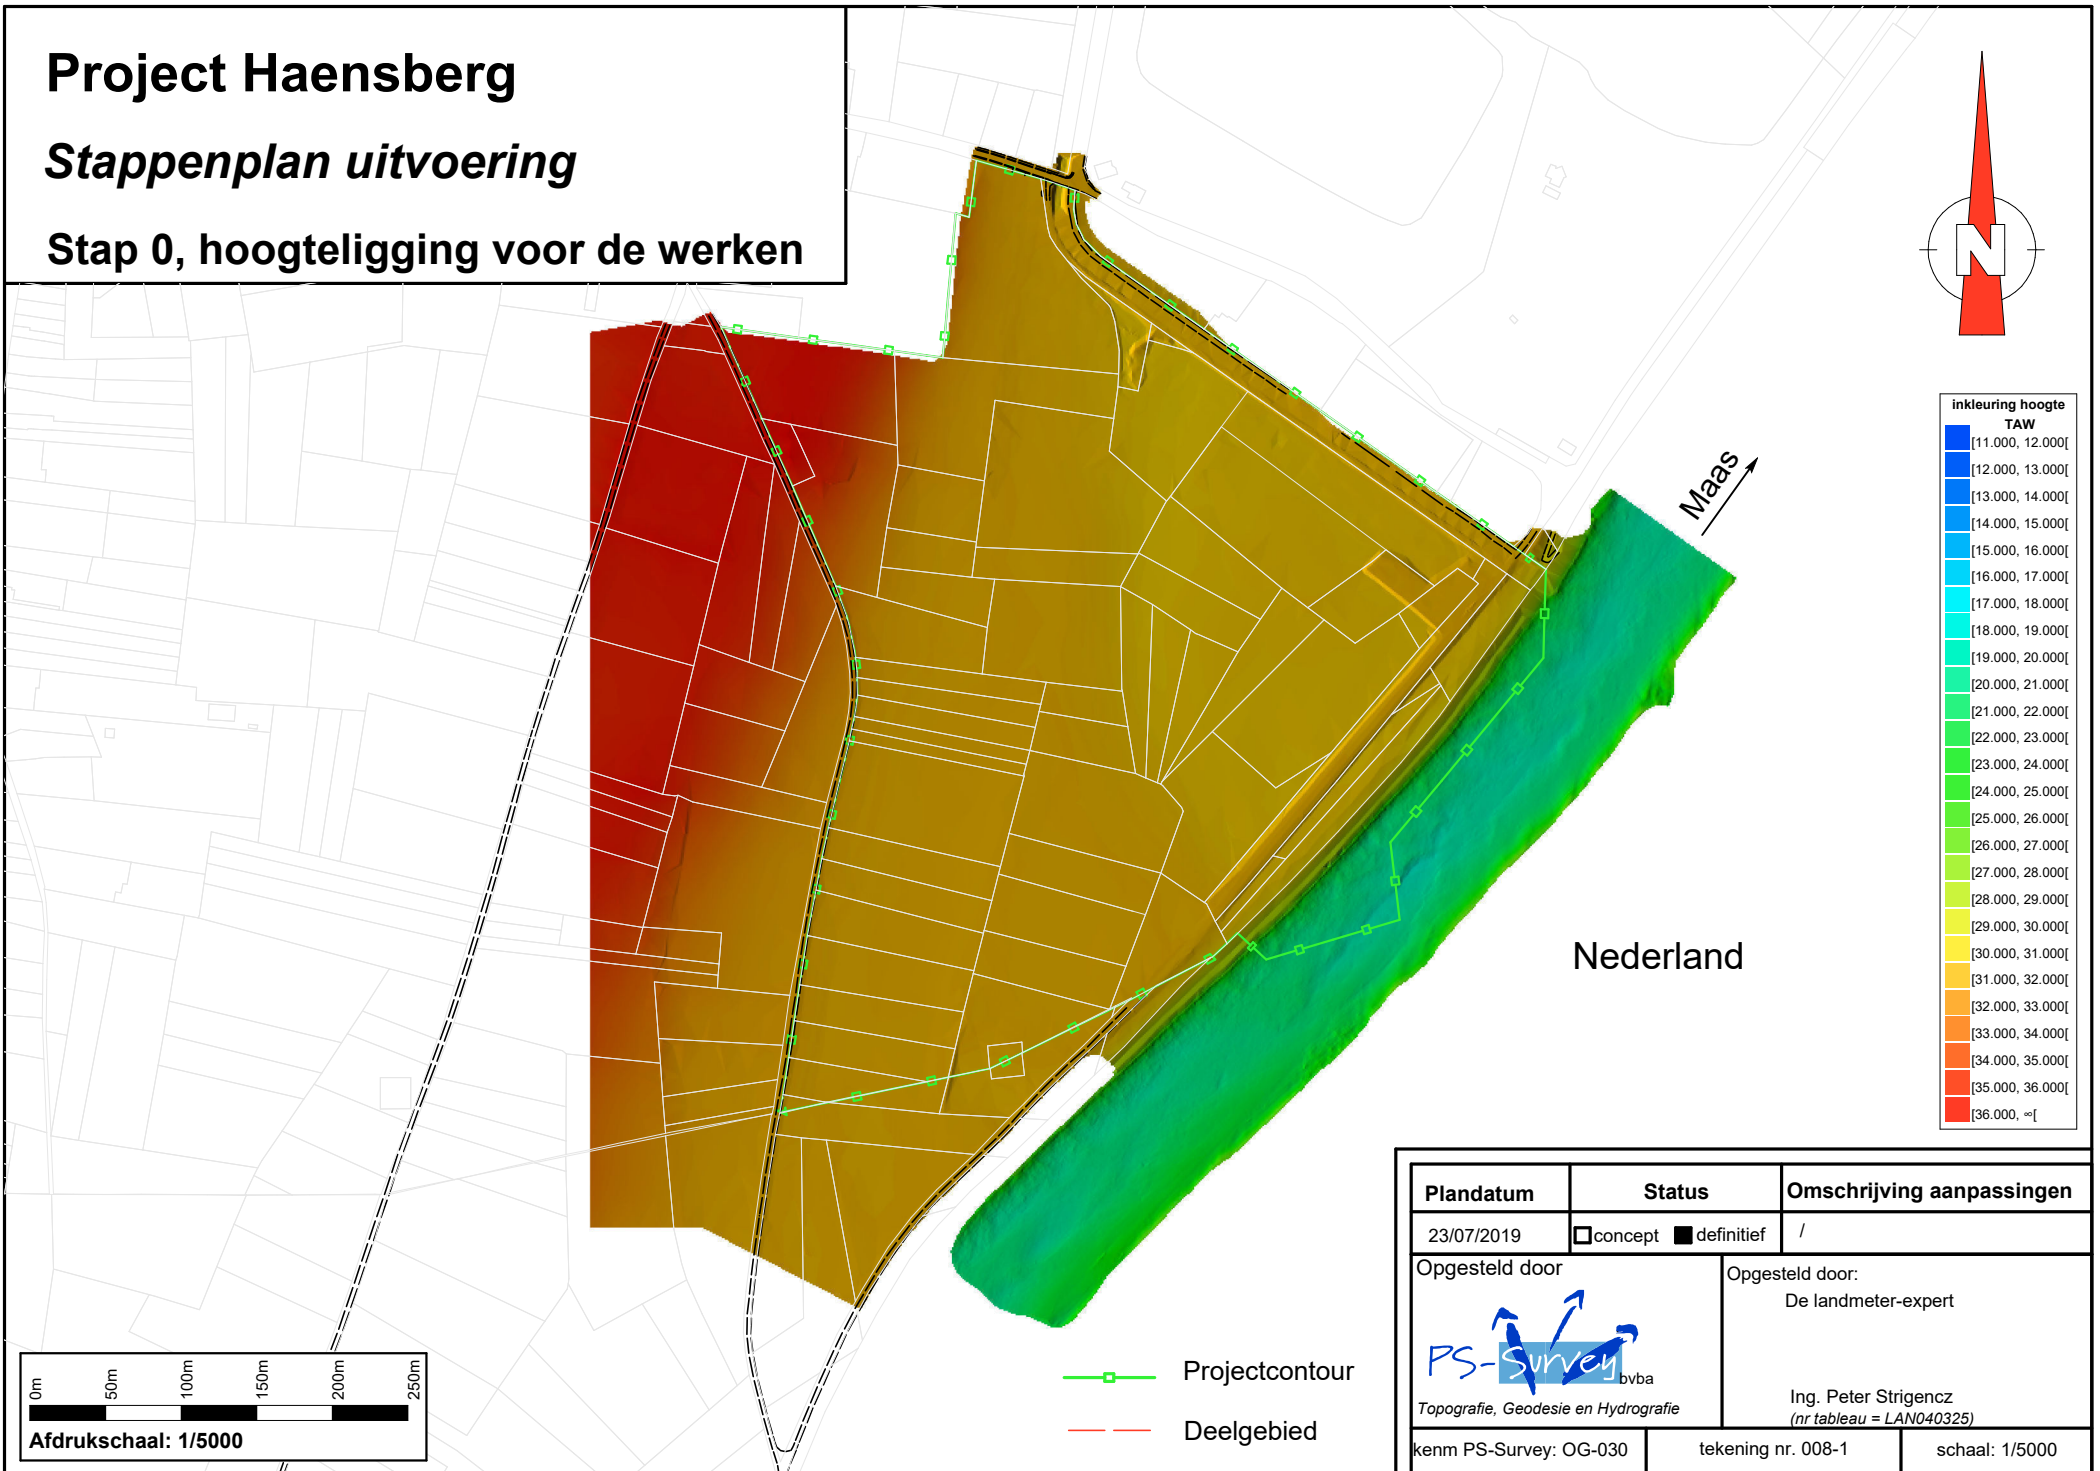 Project Haensberg
Stappenplan uitvoering
Stap 0, hoogteligging voor de werken
N
inkleuring hoogte
TAW
[11.000, 12.000[
[12.000, 13.000[
[13.000, 14.000[
[14.000, 15.000[
[15.000, 16.000[
[16.000, 17.000[
[17.000, 18.000[
[18.000, 19.000[
[19.000, 20.000[
[20.000, 21.000[
[21.000, 22.000[
[22.000, 23.000[
[23.000, 24.000[
[24.000, 25.000[
[25.000, 26.000[
[26.000, 27.000[
[27.000, 28.000[
[28.000, 29.000[
[29.000, 30.000[
[30.000, 31.000[
[31.000, 32.000[
[32.000, 33.000[
[33.000, 34.000[
[34.000, 35.000[
[35.000, 36.000[
[36.000, ∞[
Maas
Nederland
Projectcontour
Deelgebied
0m 50m 100m 150m 200m 250m
Afdrukschaal: 1/5000
Plandatum Status Omschrijving aanpassingen
23/07/2019 concept definitief /
Opgesteld door
PS-Survey bvba
Topografie, Geodesie en Hydrografie
Opgesteld door:
De landmeter-expert
Ing. Peter Strigencz
(nr tableau = LAN040325)
kenm PS-Survey: OG-030 tekening nr. 008-1 schaal: 1/5000